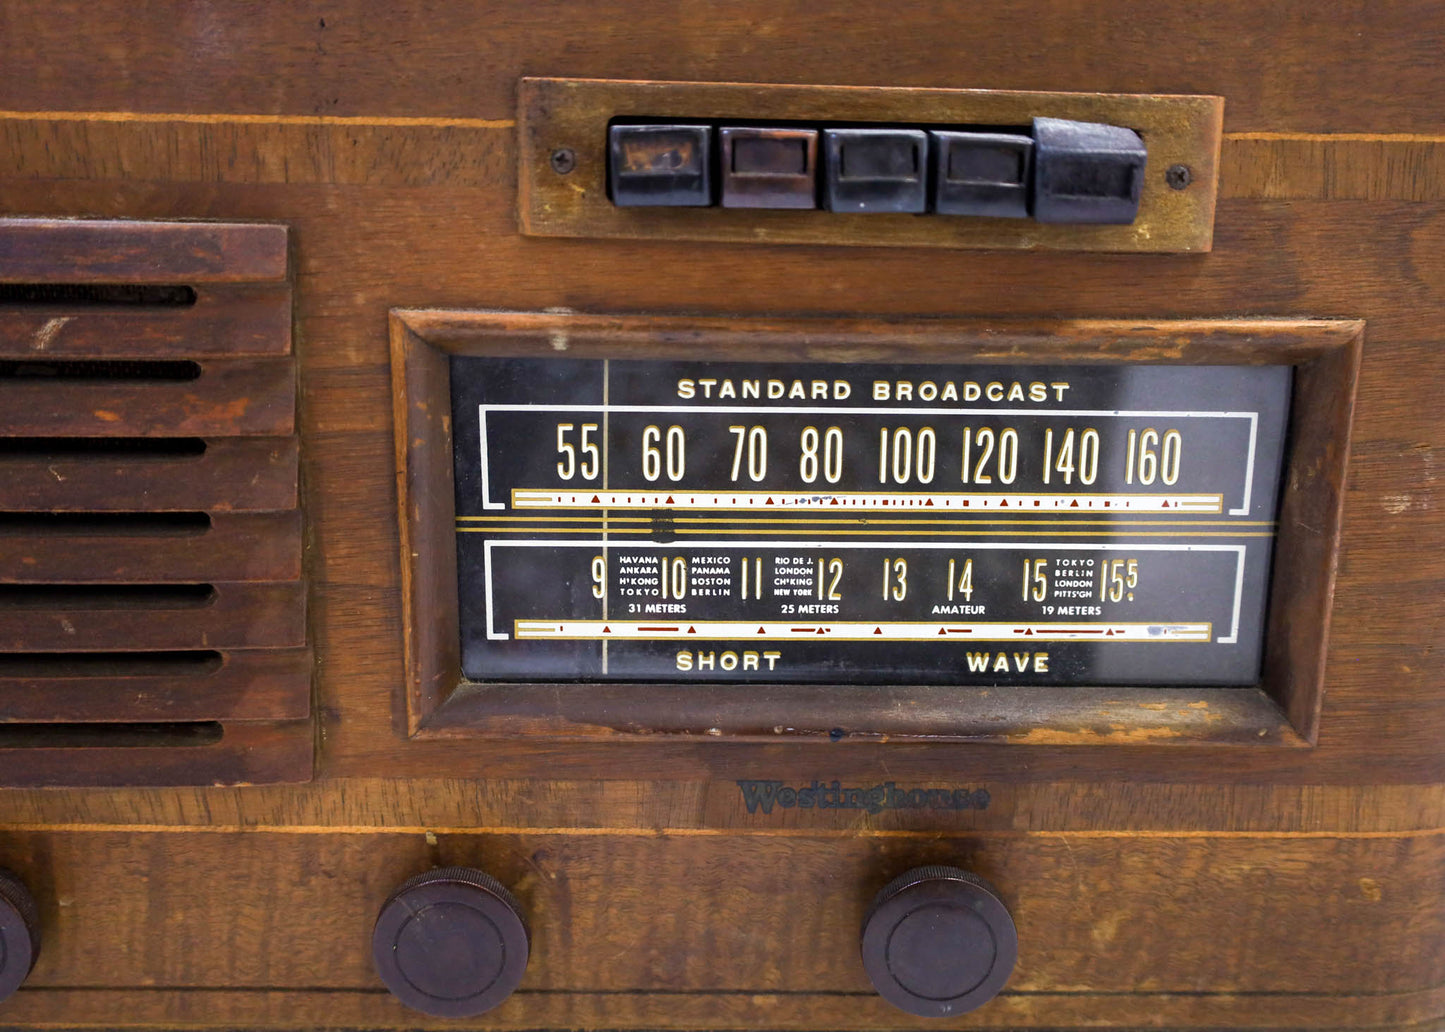 STANDARD BROADCAST
55 60 70 80 100 120 140 160
9 HAVANA ANKARA H'KONG TOKYO 10 MEXICO PANAMA BOSTON BERLIN 11 RIO DE J. LONDON CH'KING NEW YORK 12 13 14 15 TOKYO BERLIN LONDON PITTS'GH 15⁵
31 METERS 25 METERS AMATEUR 19 METERS
SHORT WAVE
Westinghouse